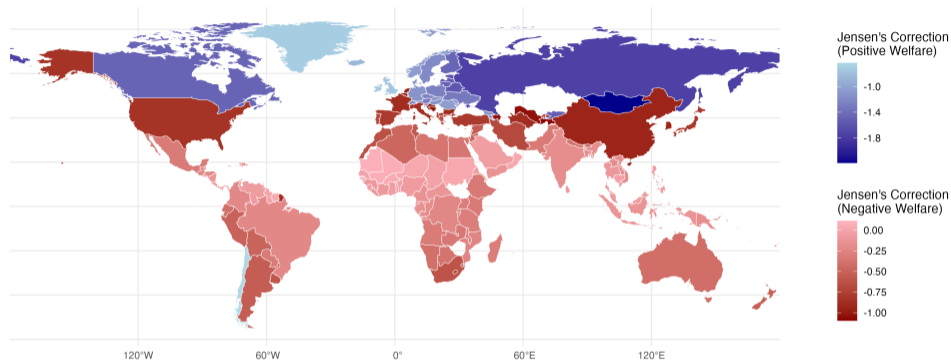 Jensen's Correction
(Positive Welfare)
-1.0
-1.4
-1.8
Jensen's Correction
(Negative Welfare)
0.00
-0.25
-0.50
-0.75
-1.00
120°W
60°W
0°
60°E
120°E